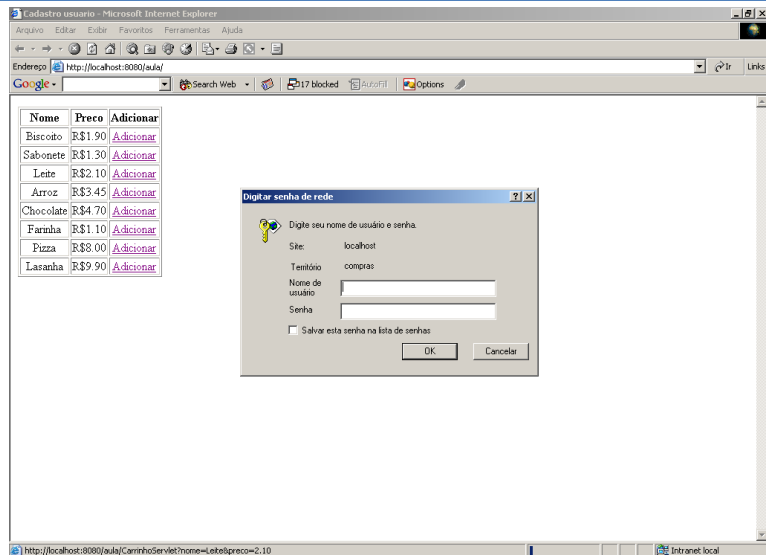 Cadastro usuario - Microsoft Internet Explorer
Arquivo Editar Exibir Favoritos Ferramentas Ajuda
Endereço http://localhost:8080/aula/ Ir Links
Google Search Web 17 blocked AutoFill Options
Nome Preco Adicionar
Biscoito R$1.90 Adicionar
Sabonete R$1.30 Adicionar
Leite R$2.10 Adicionar
Arroz R$3.45 Adicionar
Chocolate R$4.70 Adicionar
Farinha R$1.10 Adicionar
Pizza R$8.00 Adicionar
Lasanha R$9.90 Adicionar
Digitar senha de rede
Digite seu nome de usuário e senha.
Site: localhost
Território compras
Nome de
usuário
Senha
Salvar esta senha na lista de senhas
OK Cancelar
http://localhost:8080/aula/CarrinhoServlet?nome=Leite&preco=2.10 Intranet local